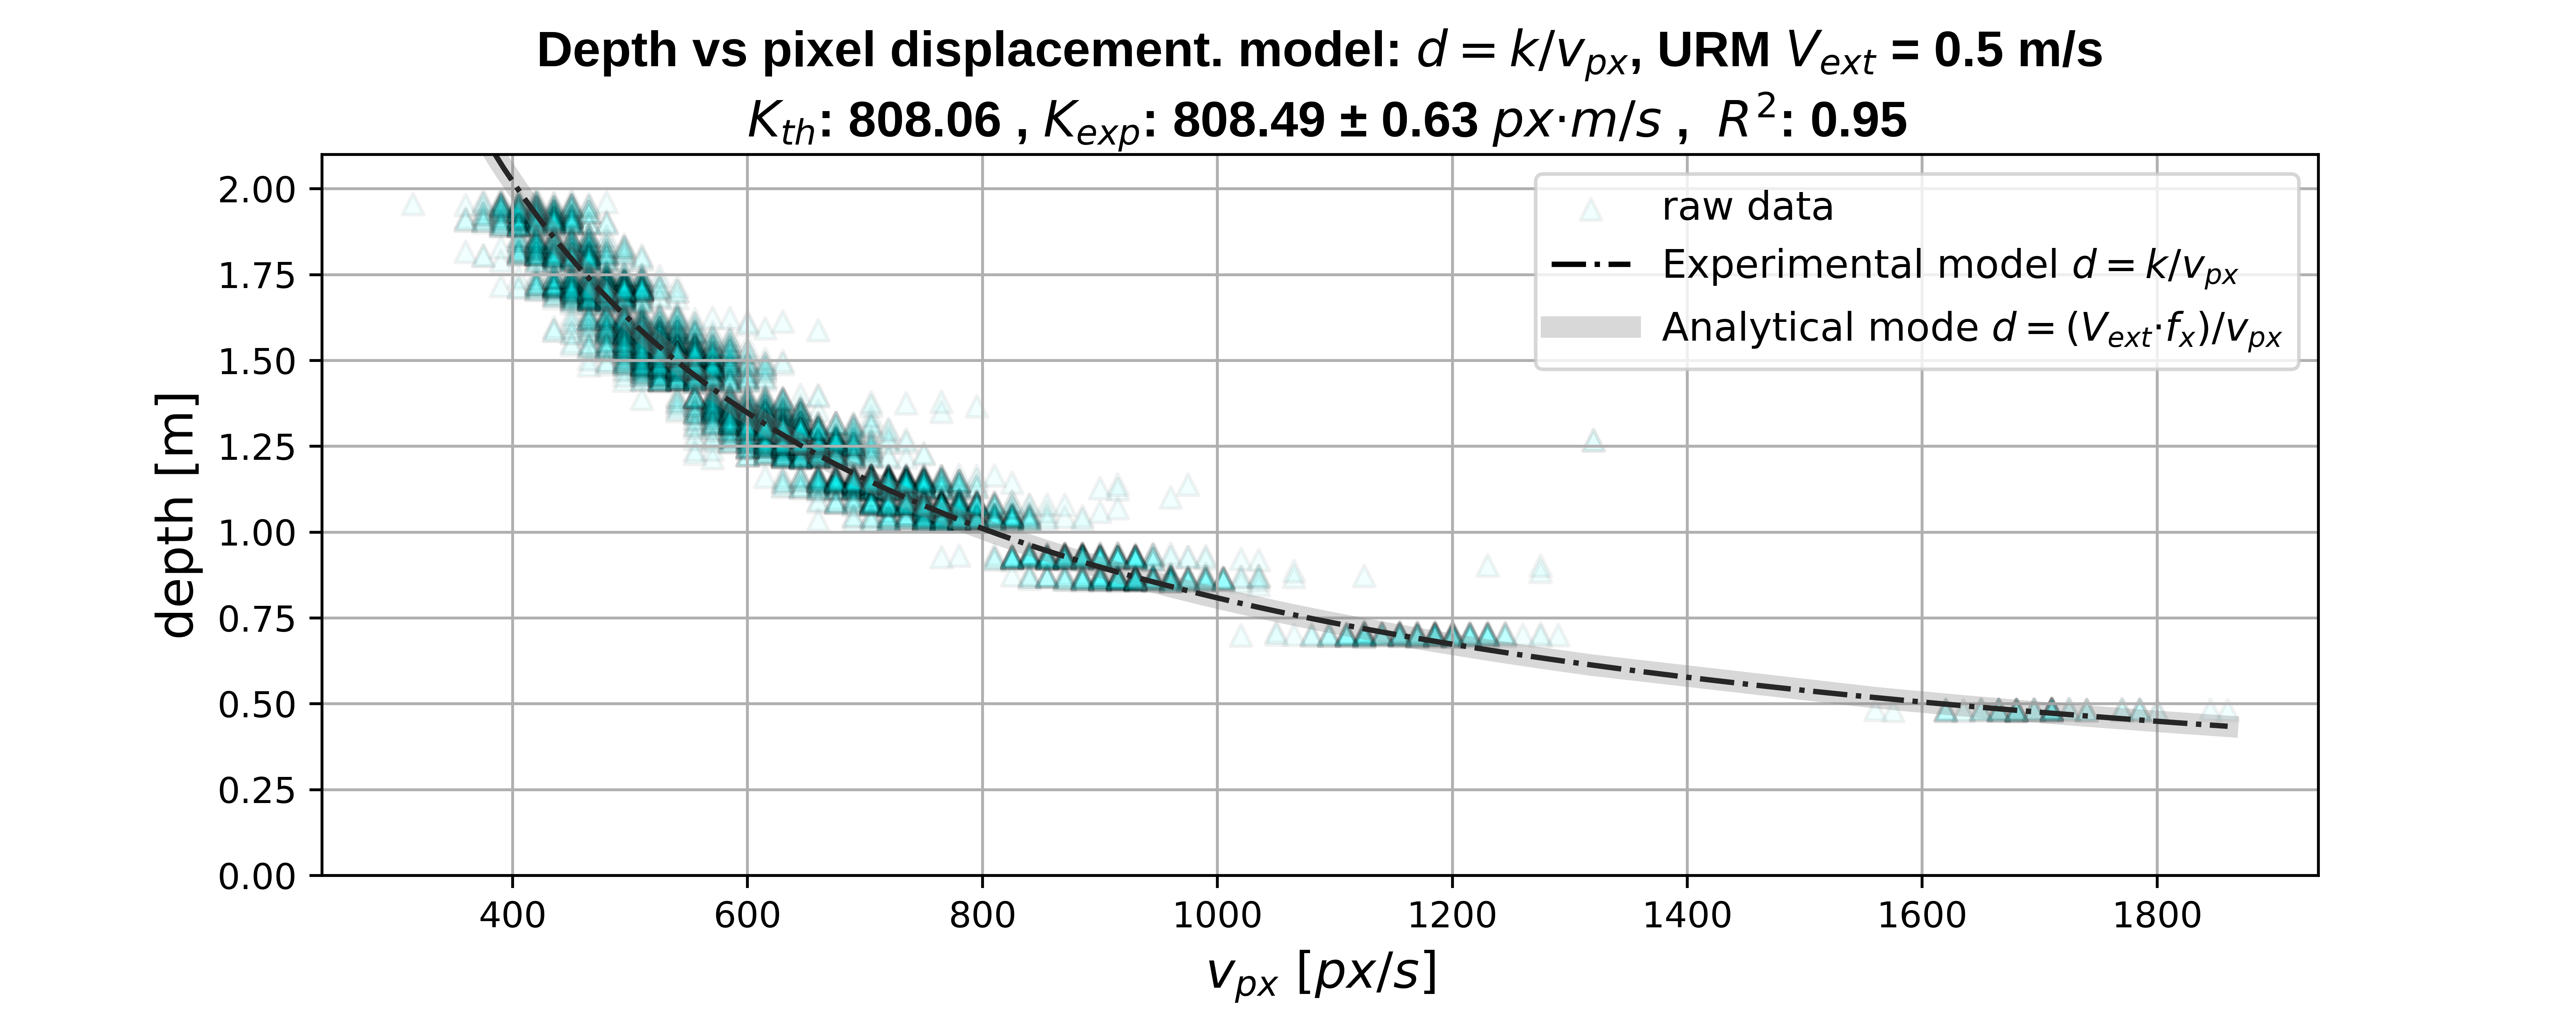 Depth vs pixel displacement. model: d = k/v_px, URM V_ext = 0.5 m/s
K_th: 808.06 , K_exp: 808.49 ± 0.63 px·m/s , R²: 0.95
raw data
Experimental model d = k/v_px
Analytical mode d = (V_ext·f_x)/v_px
depth [m]
2.00
1.75
1.50
1.25
1.00
0.75
0.50
0.25
0.00
400 600 800 1000 1200 1400 1600 1800
v_px [px/s]